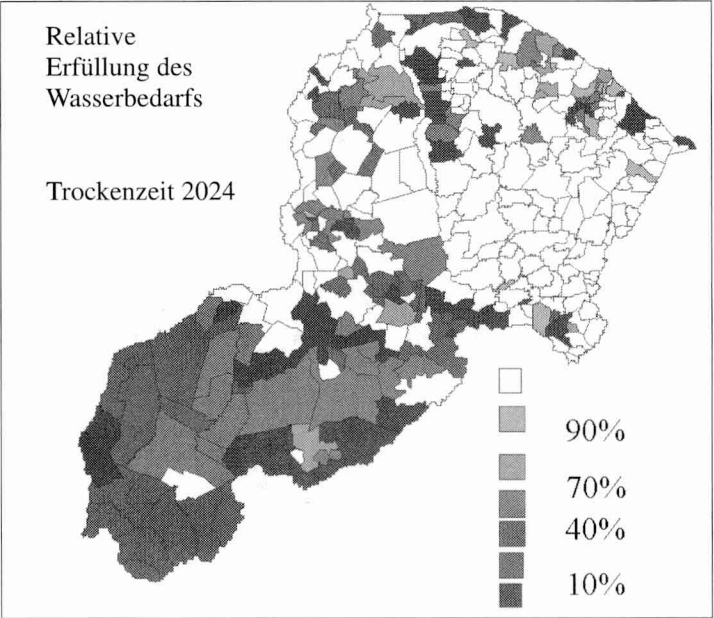 Relative
Erfüllung des
Wasserbedarfs
Trockenzeit 2024
90%
70%
40%
10%